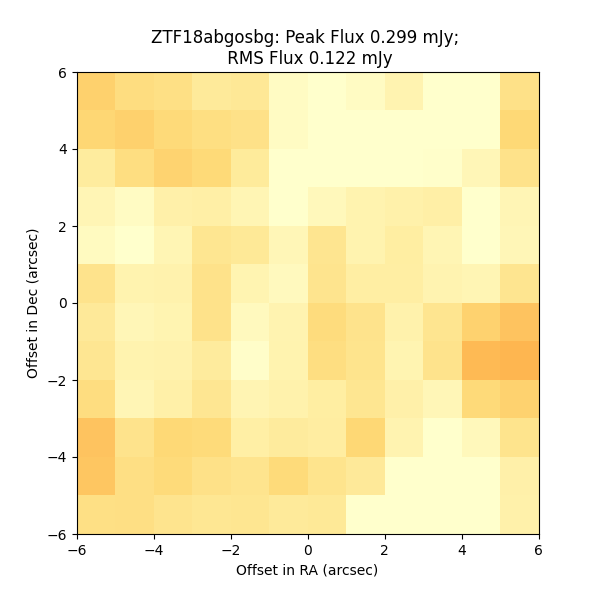 ZTF18abgosbg: Peak Flux 0.299 mJy;
RMS Flux 0.122 mJy
6
4
2
0
−2
−4
−6
Offset in Dec (arcsec)
−6 −4 −2 0 2 4 6
Offset in RA (arcsec)